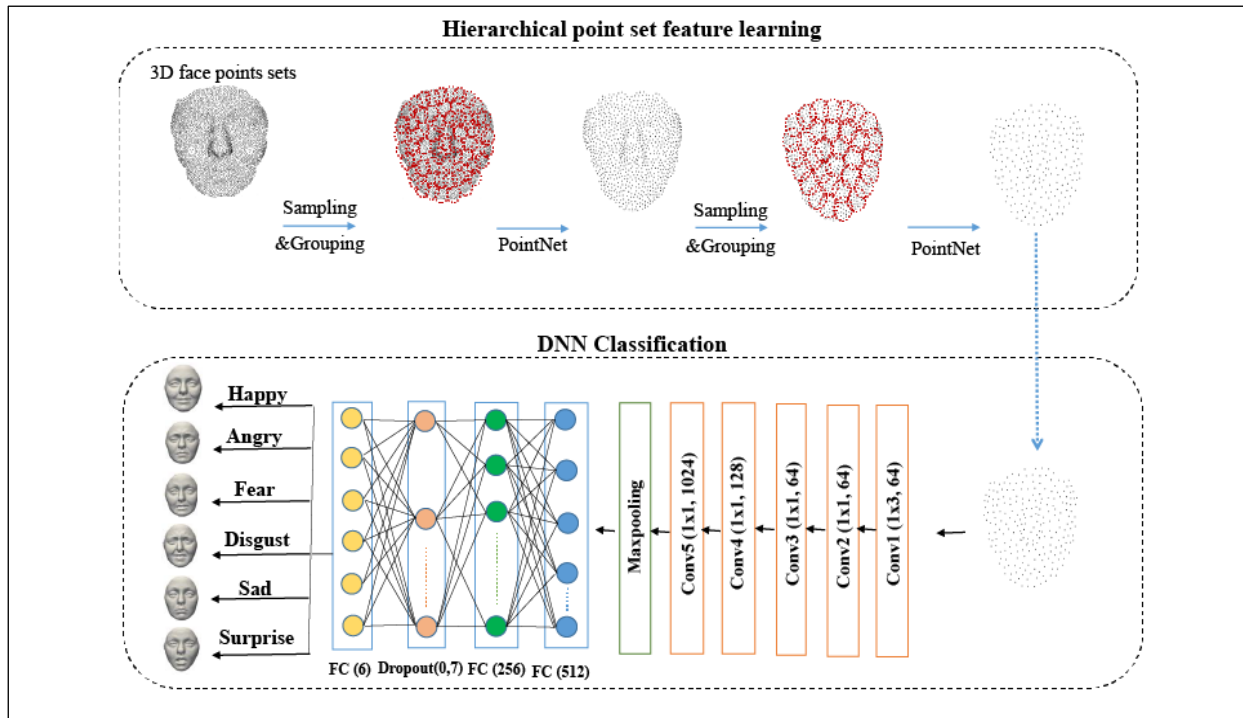 Hierarchical point set feature learning
3D face points sets
Sampling
&Grouping
PointNet
Sampling
&Grouping
PointNet
DNN Classification
Happy
Angry
Fear
Disgust
Sad
Surprise
FC (6)
Dropout(0,7)
FC (256)
FC (512)
Maxpooling
Conv5 (1x1, 1024)
Conv4 (1x1, 128)
Conv3 (1x1, 64)
Conv2 (1x1, 64)
Conv1 (1x3, 64)